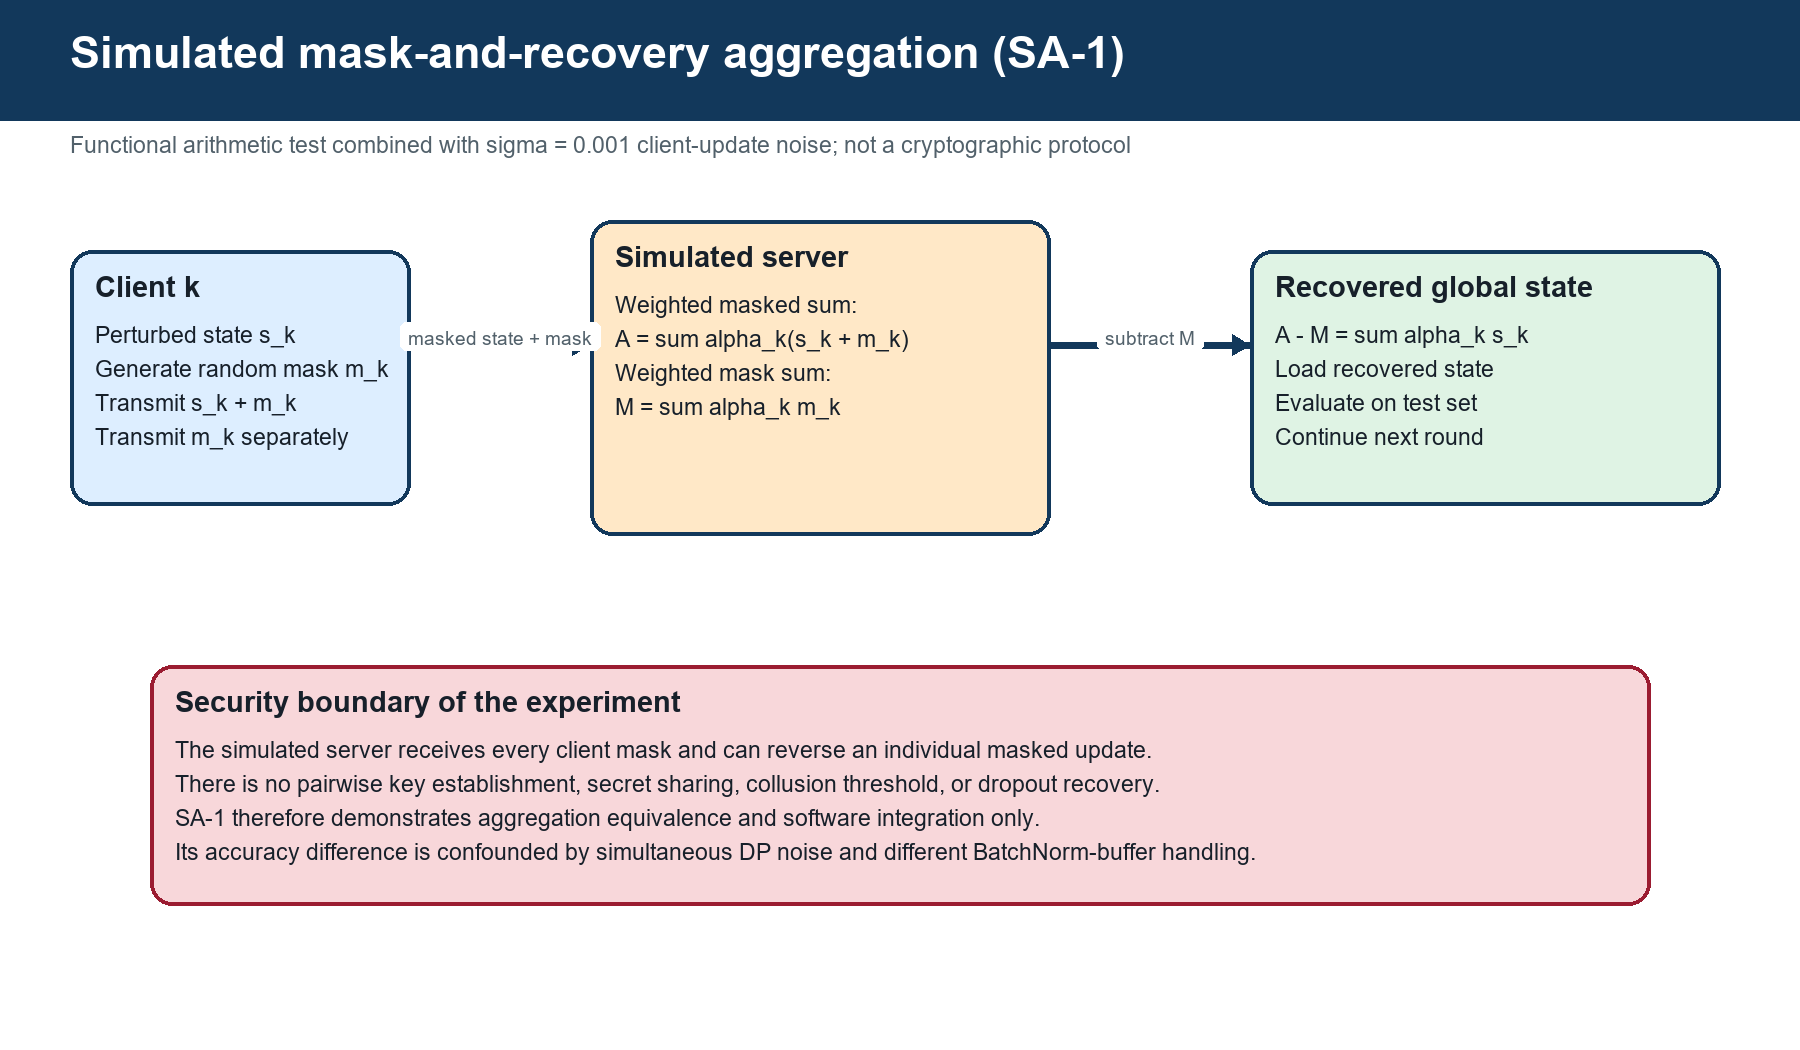 Simulated mask-and-recovery aggregation (SA-1)
Functional arithmetic test combined with sigma = 0.001 client-update noise; not a cryptographic protocol
Client k
Perturbed state s_k
Generate random mask m_k
Transmit s_k + m_k
Transmit m_k separately
masked state + mask
Simulated server
Weighted masked sum:
A = sum alpha_k(s_k + m_k)
Weighted mask sum:
M = sum alpha_k m_k
subtract M
Recovered global state
A - M = sum alpha_k s_k
Load recovered state
Evaluate on test set
Continue next round
Security boundary of the experiment
The simulated server receives every client mask and can reverse an individual masked update.
There is no pairwise key establishment, secret sharing, collusion threshold, or dropout recovery.
SA-1 therefore demonstrates aggregation equivalence and software integration only.
Its accuracy difference is confounded by simultaneous DP noise and different BatchNorm-buffer handling.